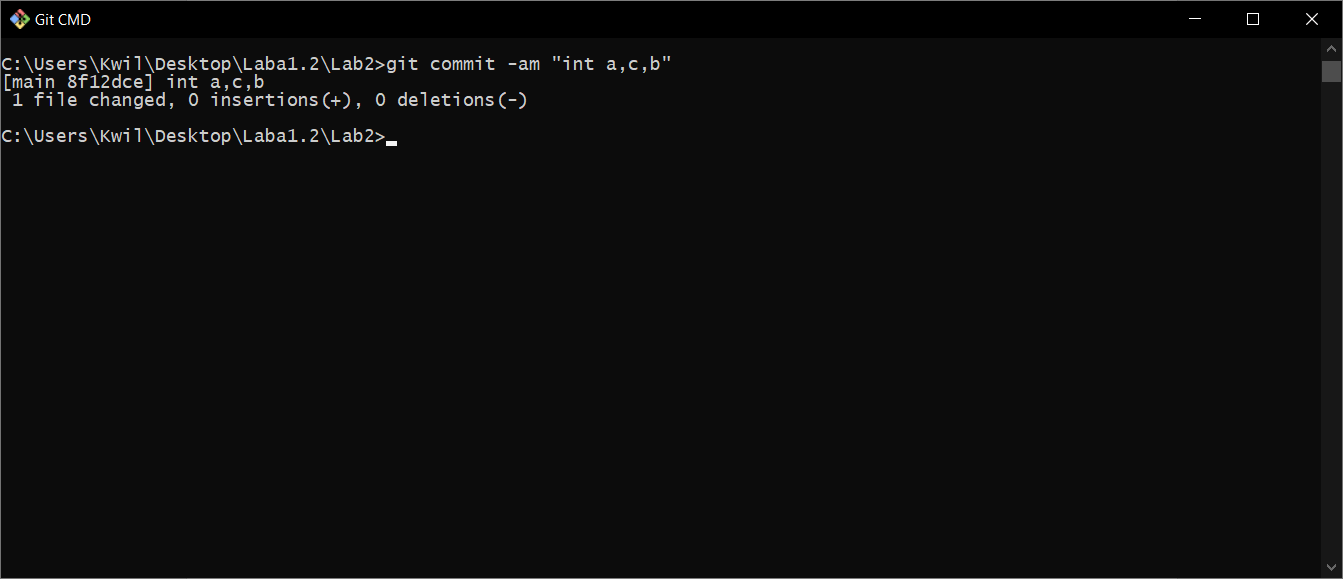 Git CMD
C:\Users\Kwil\Desktop\Laba1.2\Lab2>git commit -am "int a,c,b"
[main 8f12dce] int a,c,b
 1 file changed, 0 insertions(+), 0 deletions(-)
C:\Users\Kwil\Desktop\Laba1.2\Lab2>